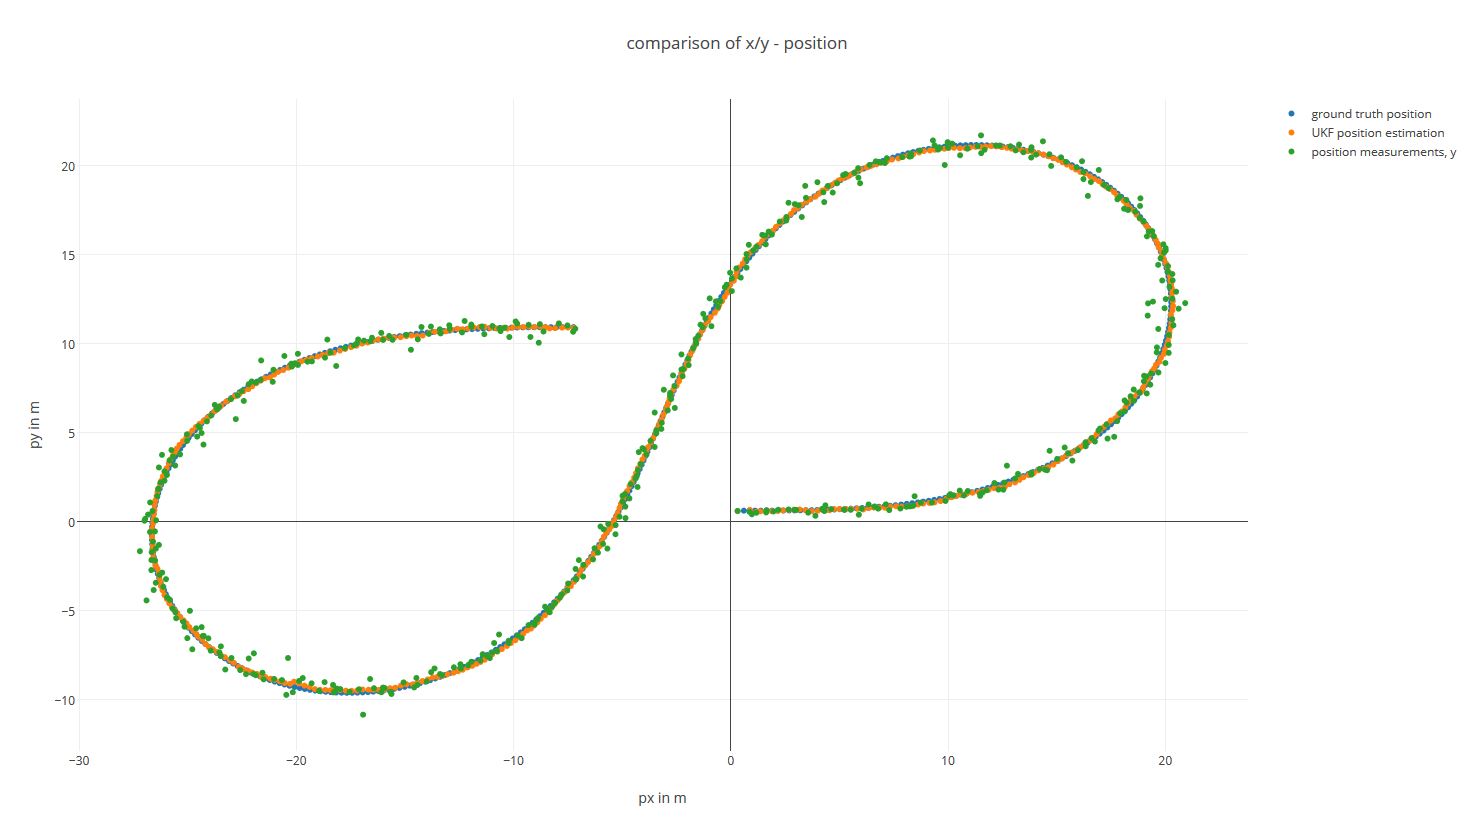 comparison of x/y - position
ground truth position
UKF position estimation
position measurements, y
20
15
10
5
0
−5
−10
py in m
−30 −20 −10 0 10 20
px in m